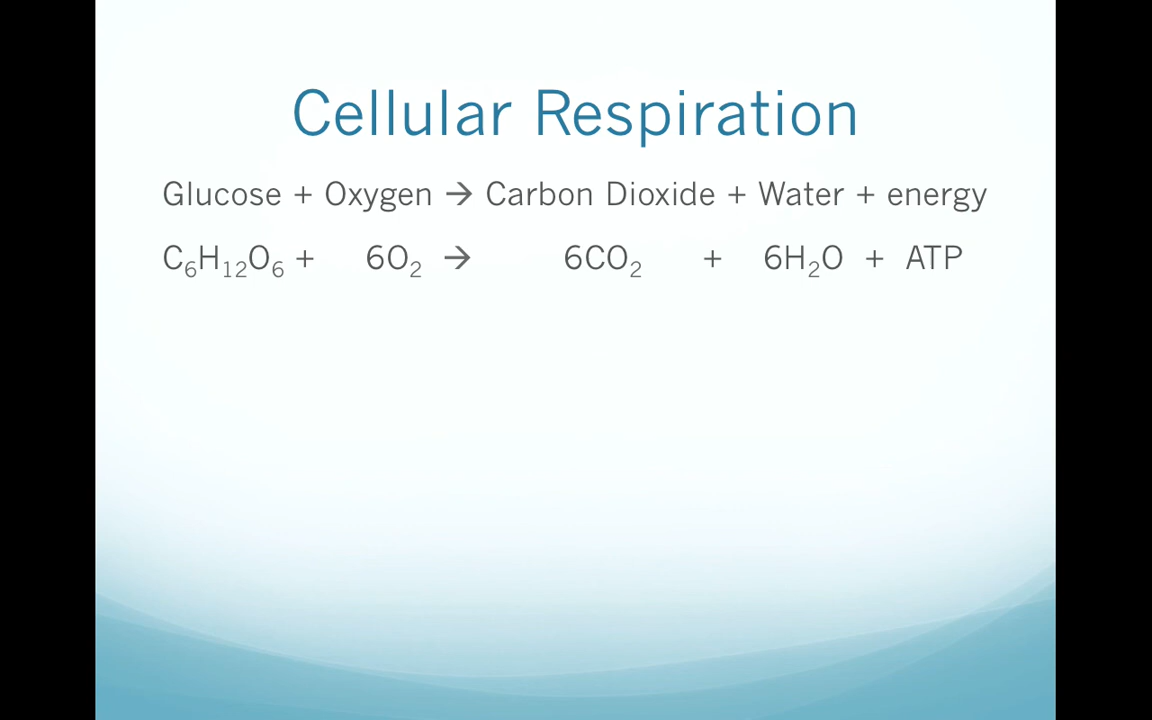 Cellular Respiration
Glucose + Oxygen → Carbon Dioxide + Water + energy
C₆H₁₂O₆ + 6O₂ → 6CO₂ + 6H₂O + ATP